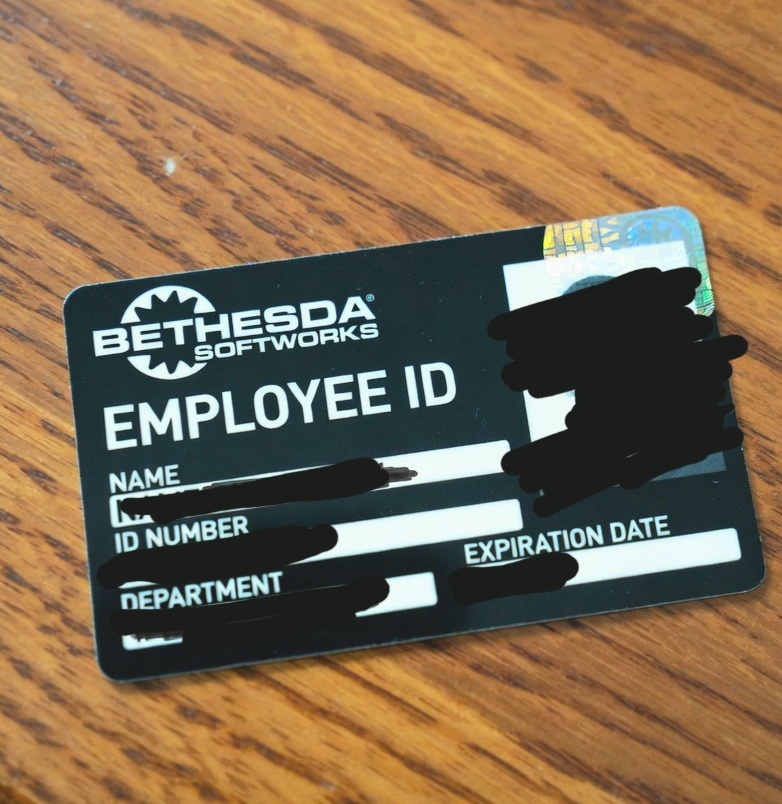 BETHESDA®
SOFTWORKS
EMPLOYEE ID
NAME
ID NUMBER
EXPIRATION DATE
DEPARTMENT